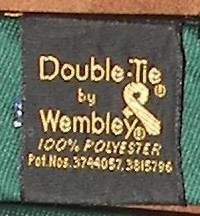 Double-Tie®
by
Wembley®
100% POLYESTER
Pat. Nos. 3744057, 3815796